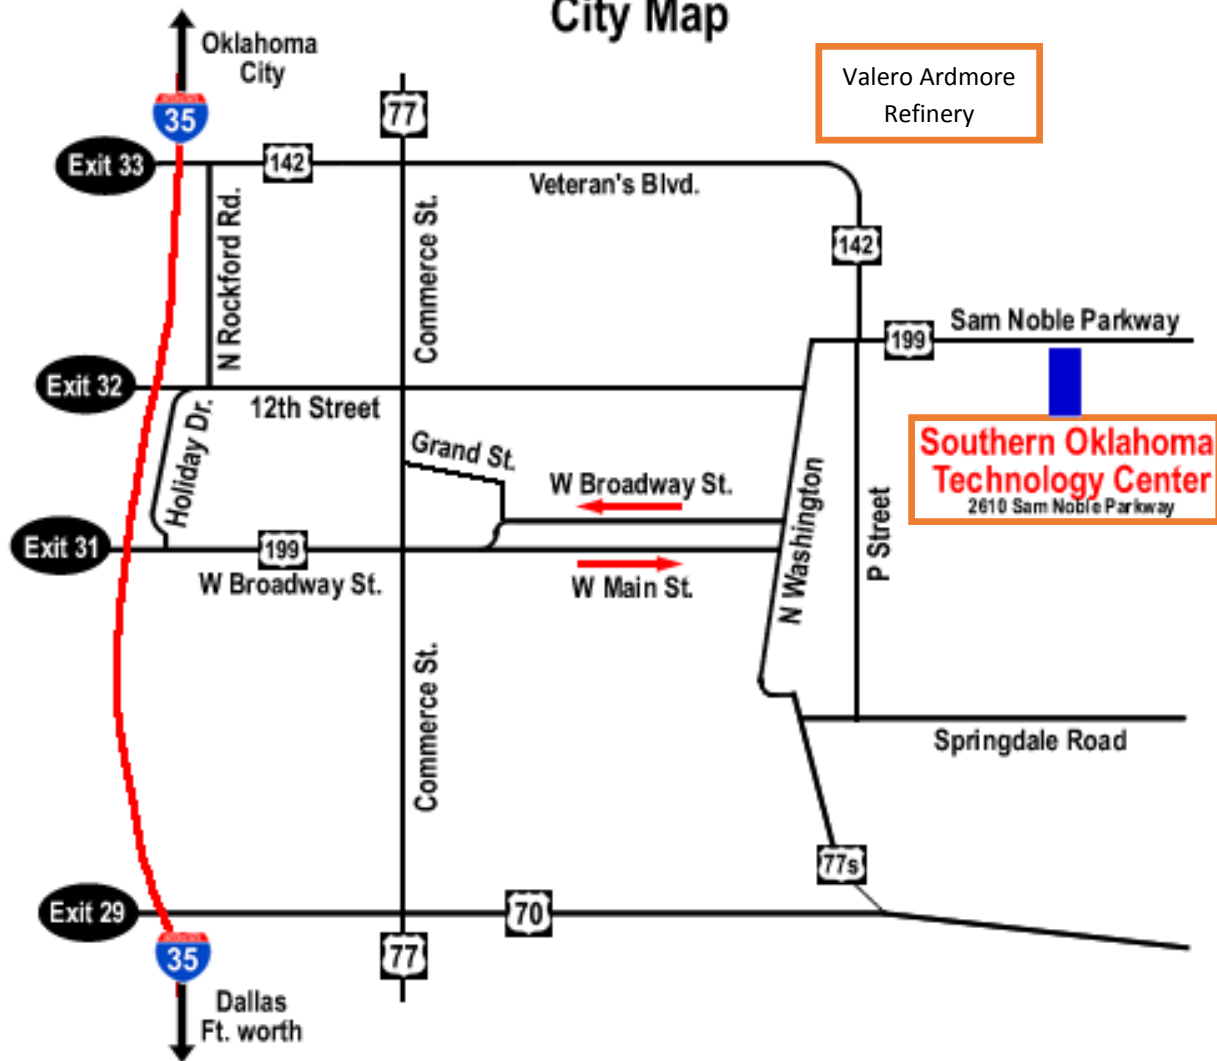 City Map
Oklahoma
City
Valero Ardmore
Refinery
35
77
Exit 33
142
Veteran's Blvd.
N Rockford Rd.
Commerce St.
142
Sam Noble Parkway
199
Exit 32
12th Street
Holiday Dr.
Grand St.
Southern Oklahoma
Technology Center
2610 Sam Noble Parkway
W Broadway St.
N Washington
P Street
Exit 31
199
W Broadway St.
W Main St.
Commerce St.
Springdale Road
77s
Exit 29
70
35
77
Dallas
Ft. worth